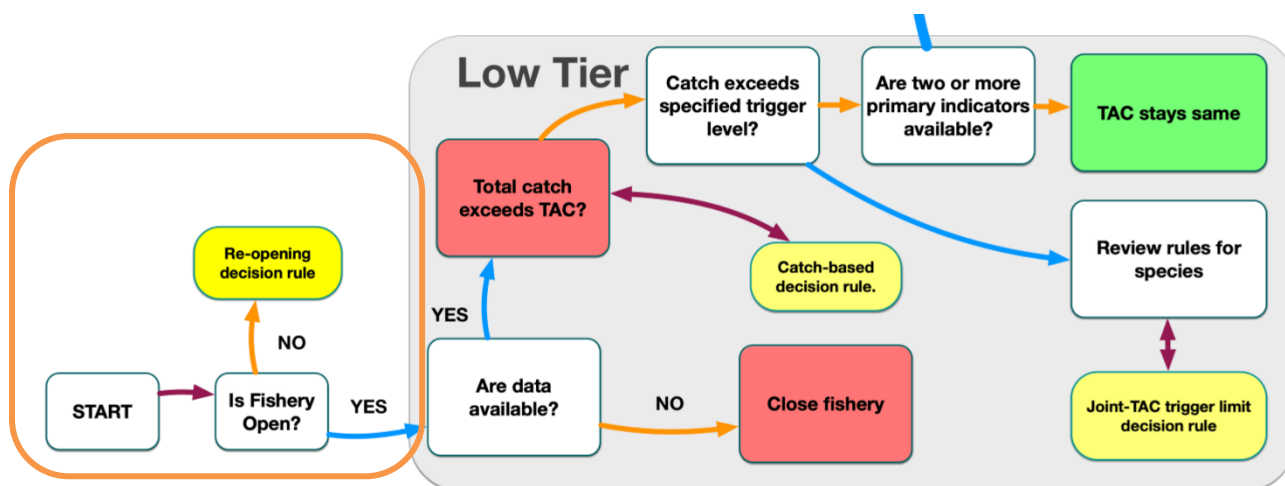 Low Tier
Catch exceeds
specified trigger
level?
Are two or more
primary indicators
available?
TAC stays same
Total catch
exceeds TAC?
Re-opening
decision rule
Catch-based
decision rule.
Review rules for
species
YES
NO
START
Is Fishery
Open?
YES
Are data
available?
NO
Close fishery
Joint-TAC trigger limit
decision rule